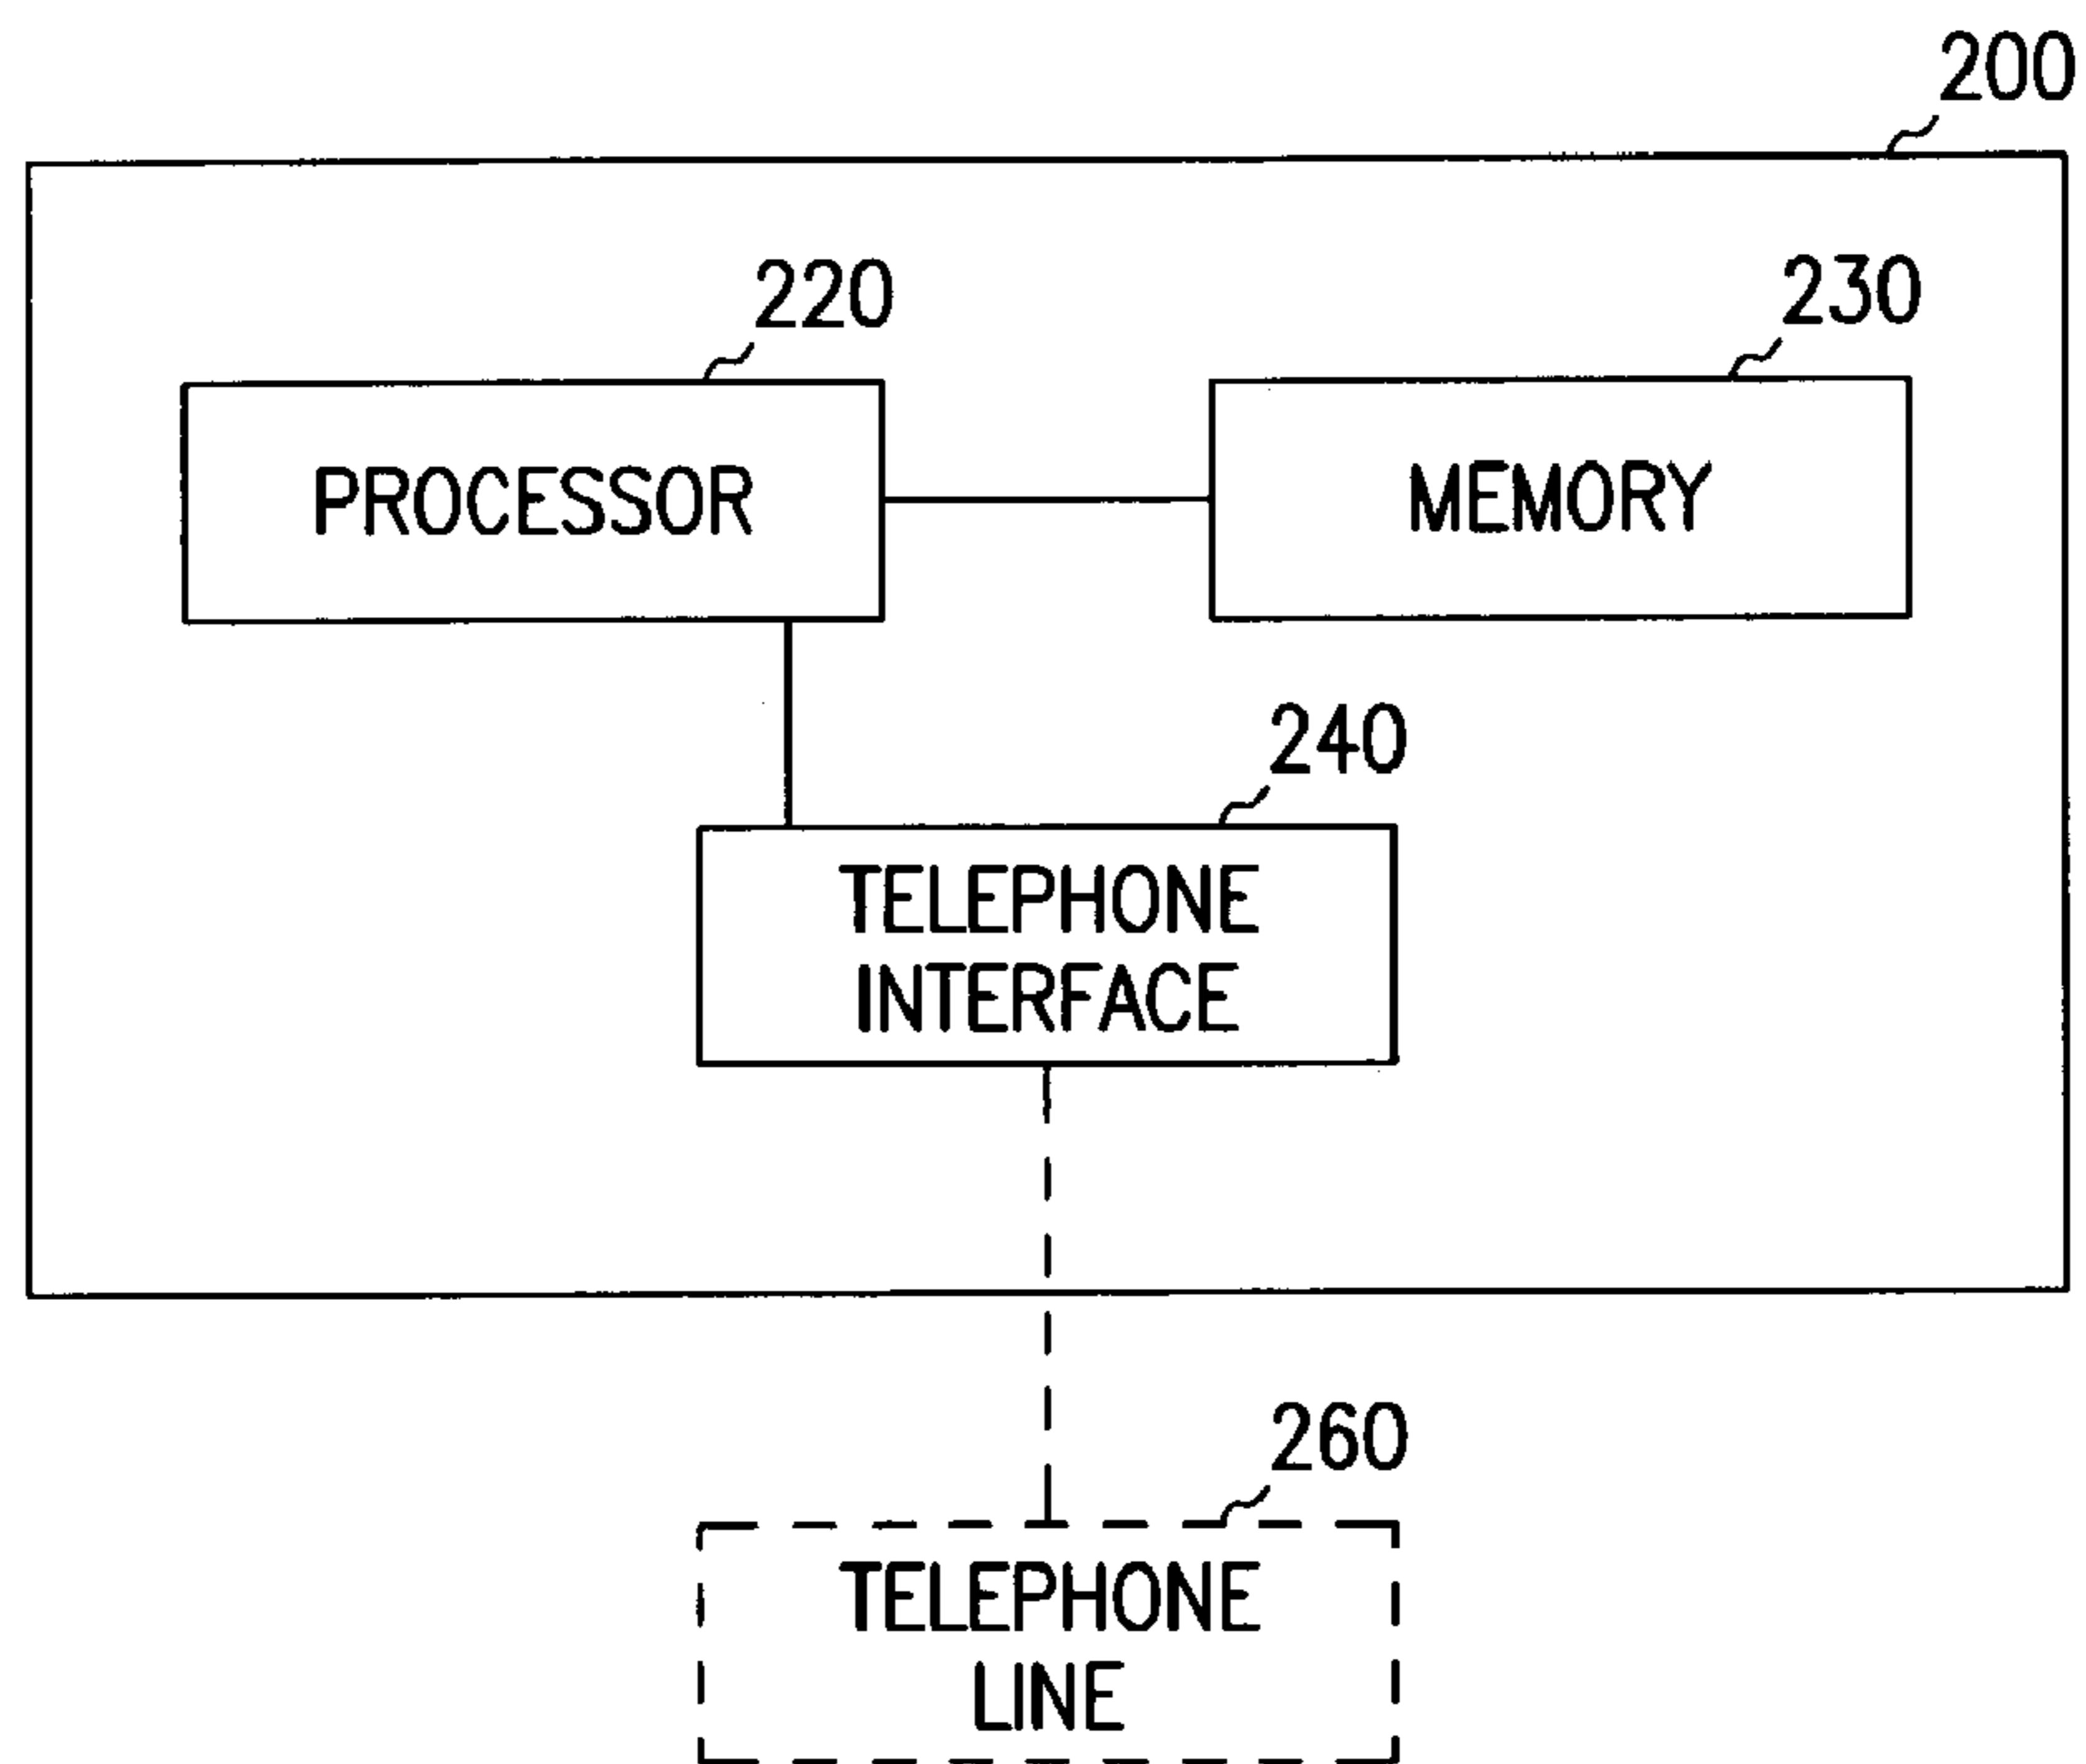 200
220
230
PROCESSOR
MEMORY
240
TELEPHONE
INTERFACE
260
TELEPHONE
LINE